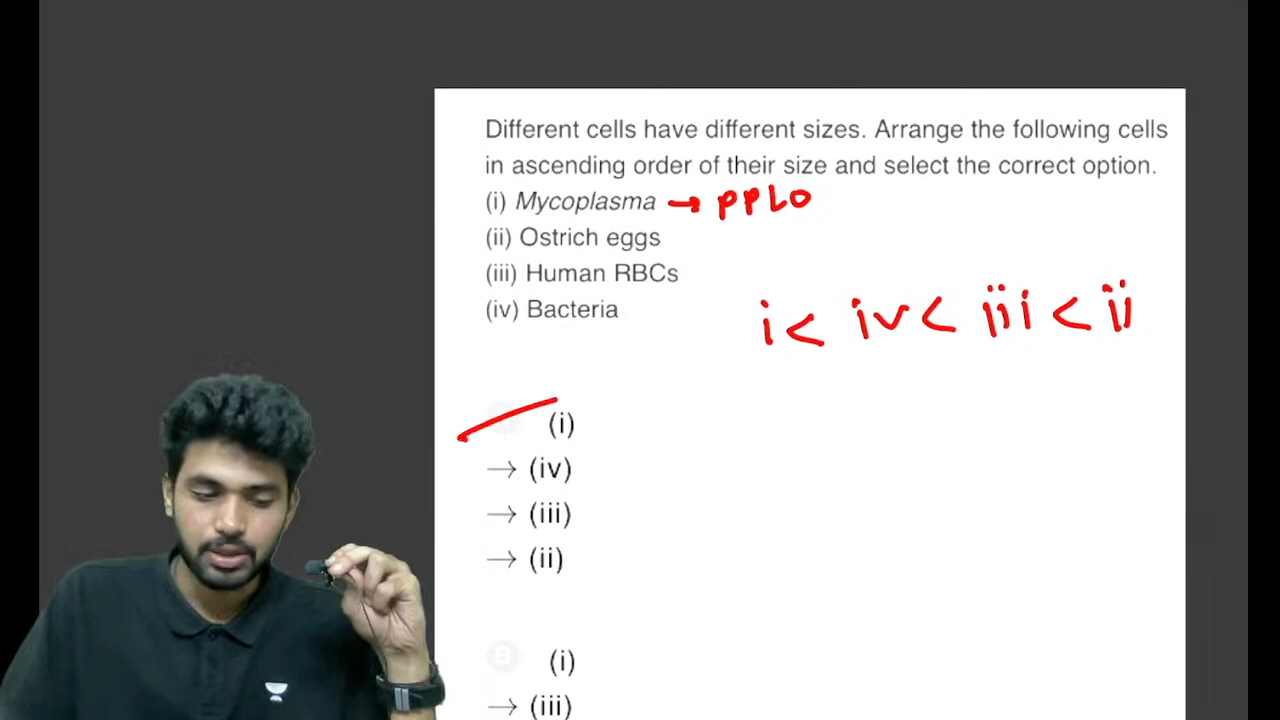 Different cells have different sizes. Arrange the following cells
in ascending order of their size and select the correct option.
(i) Mycoplasma → PPLO
(ii) Ostrich eggs
(iii) Human RBCs
(iv) Bacteria
i < iv < iii < ii
(i)
→ (iv)
→ (iii)
→ (ii)
B (i)
→ (iii)